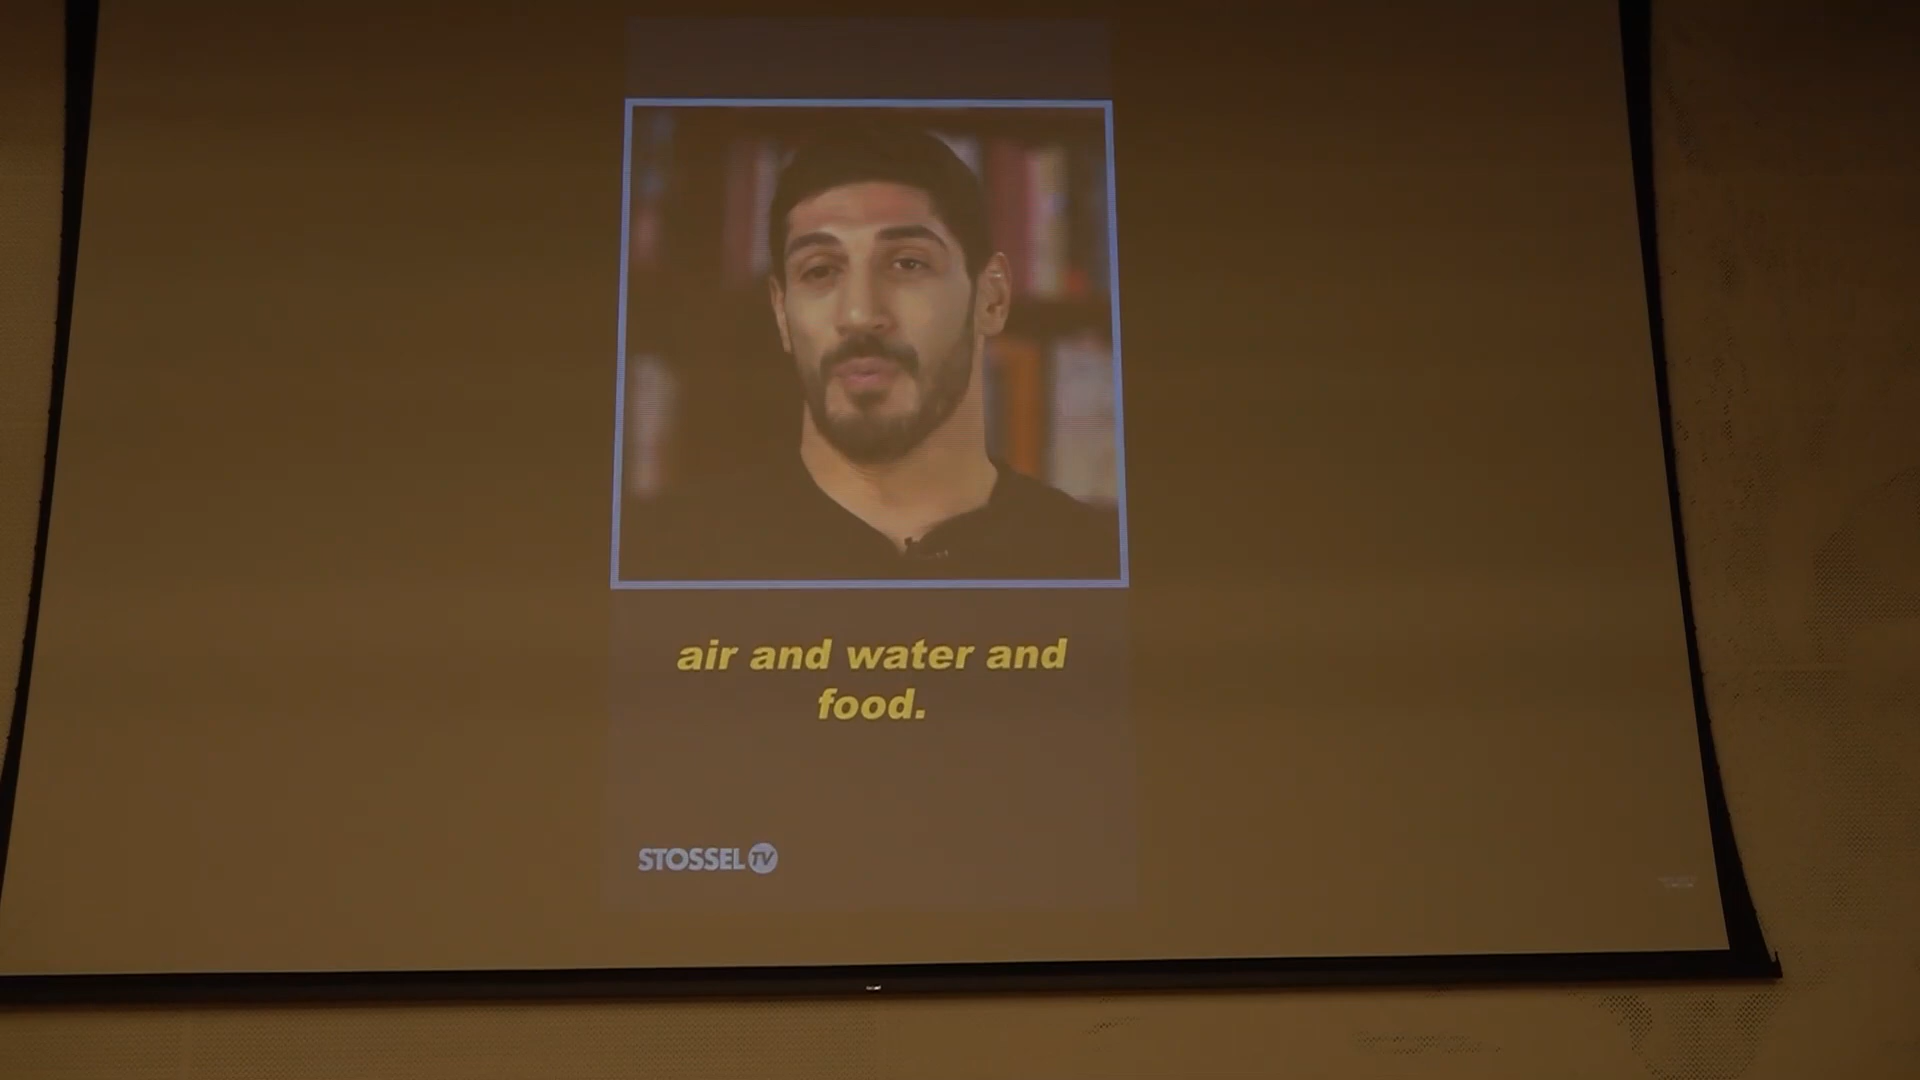 air and water and
food.
STOSSEL TV